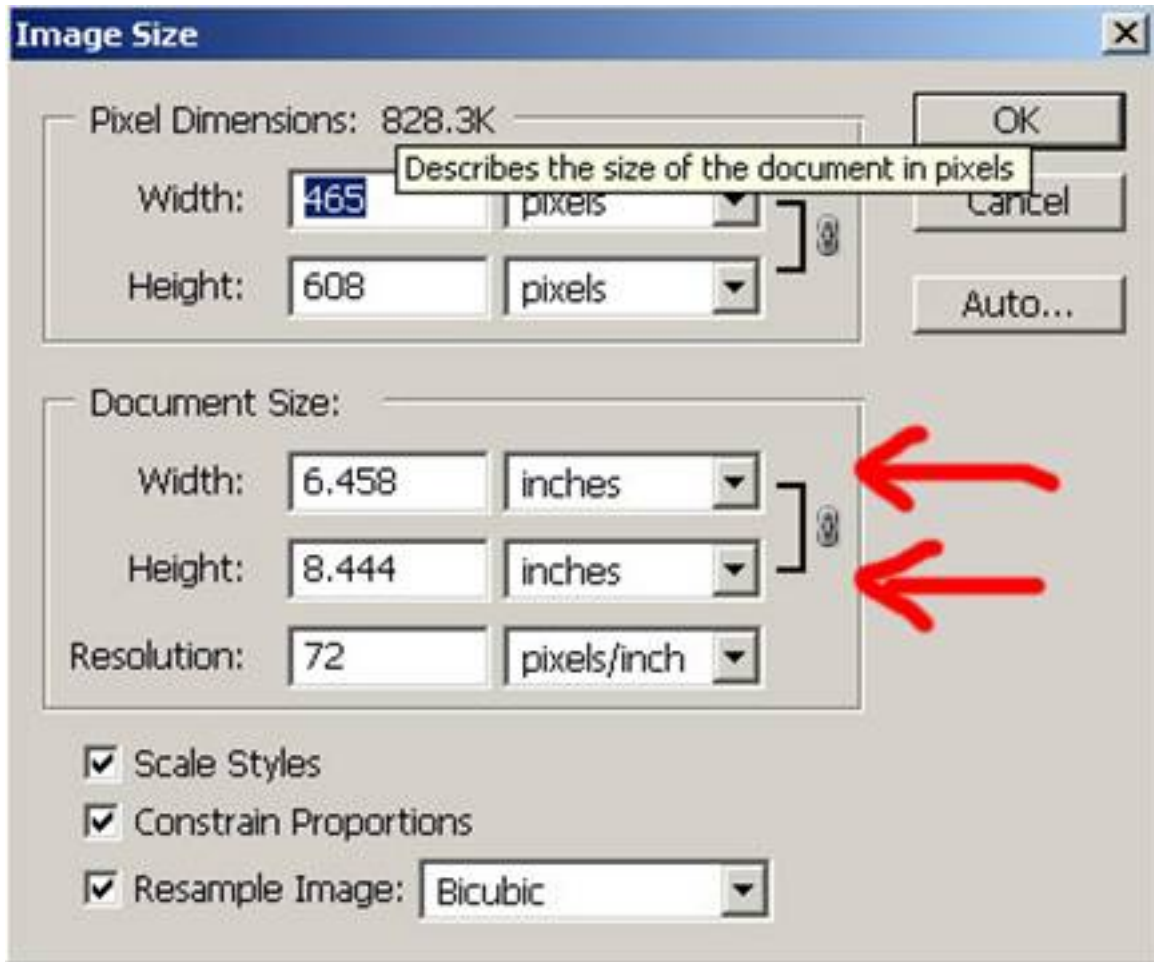 Image Size
Pixel Dimensions: 828.3K
OK
Describes the size of the document in pixels
Width: 465 pixels
Cancel
Height: 608 pixels
Auto...
Document Size:
Width: 6.458 inches
Height: 8.444 inches
Resolution: 72 pixels/inch
Scale Styles
Constrain Proportions
Resample Image: Bicubic